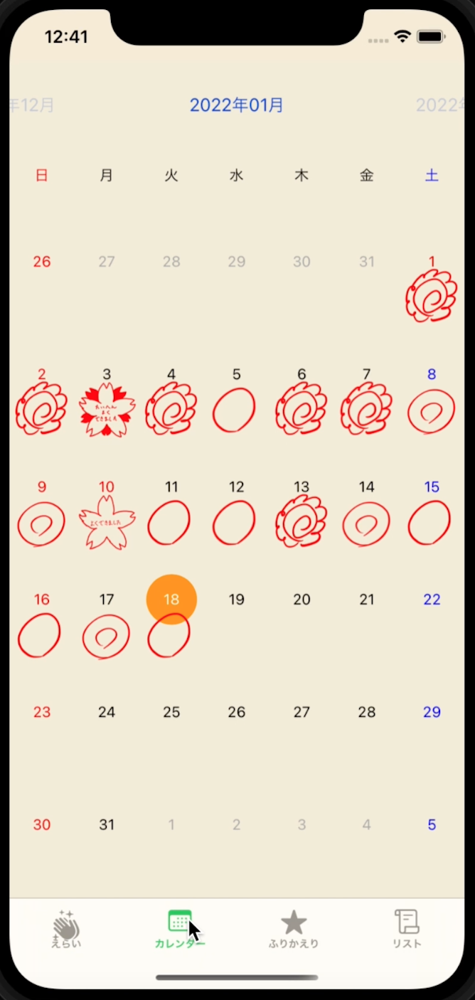 12:41
年12月 2022年01月 2022年
日 月 火 水 木 金 土
26 27 28 29 30 31 1
2 3 4 5 6 7 8
たいへん
よく
できました
9 10 11 12 13 14 15
よくできました
16 17 18 19 20 21 22
23 24 25 26 27 28 29
30 31 1 2 3 4 5
えらい カレンダー ふりかえり リスト